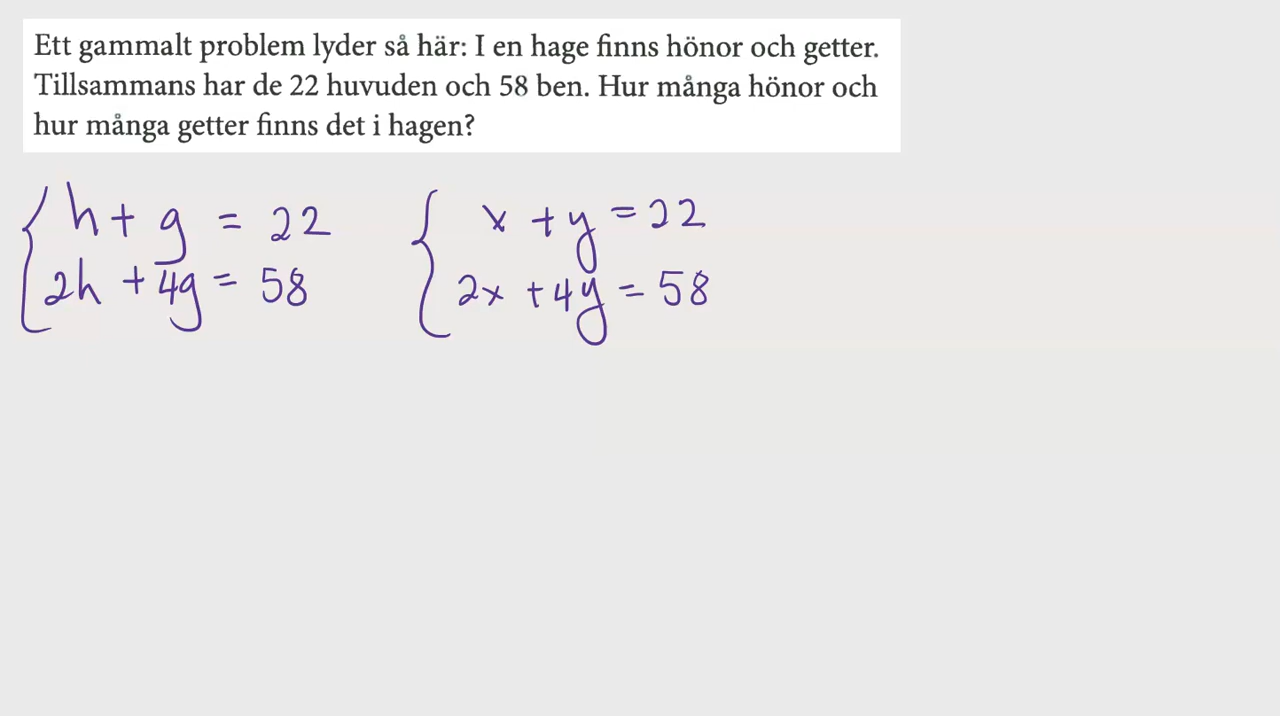 Ett gammalt problem lyder så här: I en hage finns hönor och getter.
Tillsammans har de 22 huvuden och 58 ben. Hur många hönor och
hur många getter finns det i hagen?
h + g = 22
2h + 4g = 58
x + y = 22
2x + 4y = 58